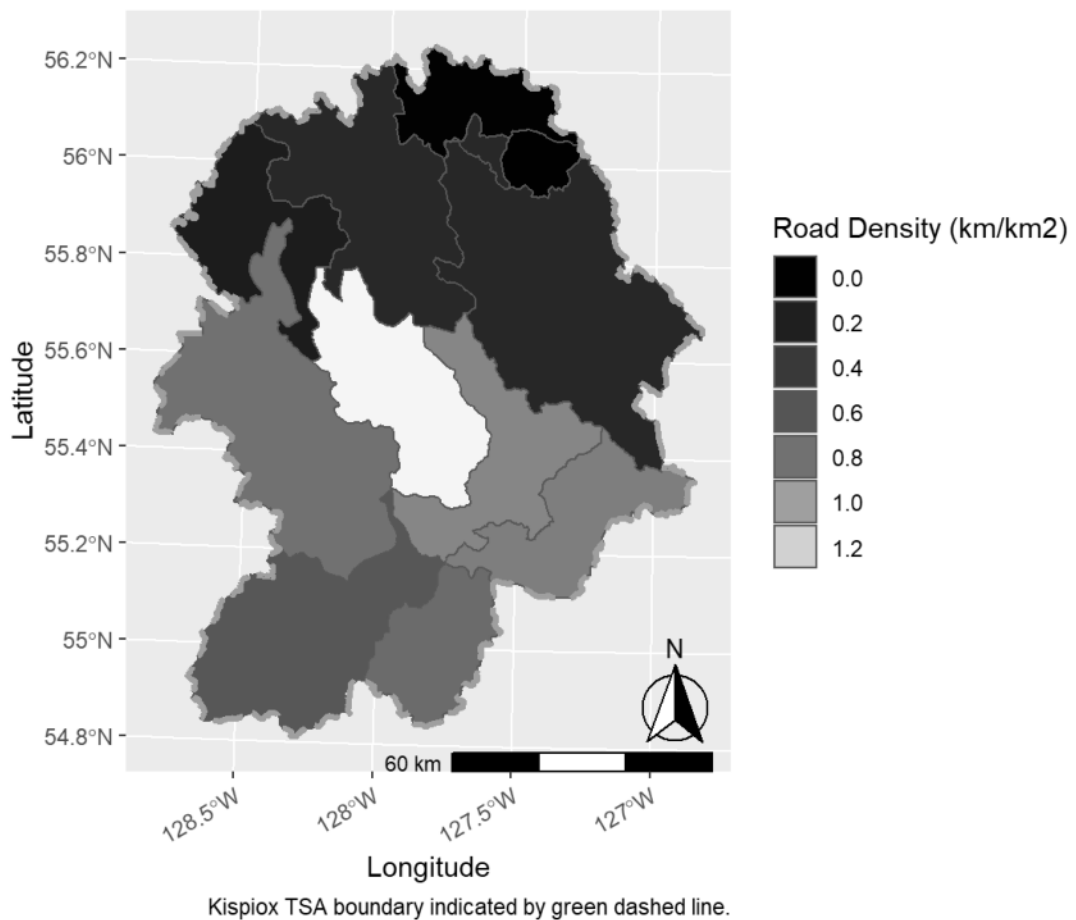 56.2°N
56°N
55.8°N
55.6°N
55.4°N
55.2°N
55°N
54.8°N
Latitude
128.5°W
128°W
127.5°W
127°W
Longitude
60 km
N
Road Density (km/km2)
0.0
0.2
0.4
0.6
0.8
1.0
1.2
Kispiox TSA boundary indicated by green dashed line.